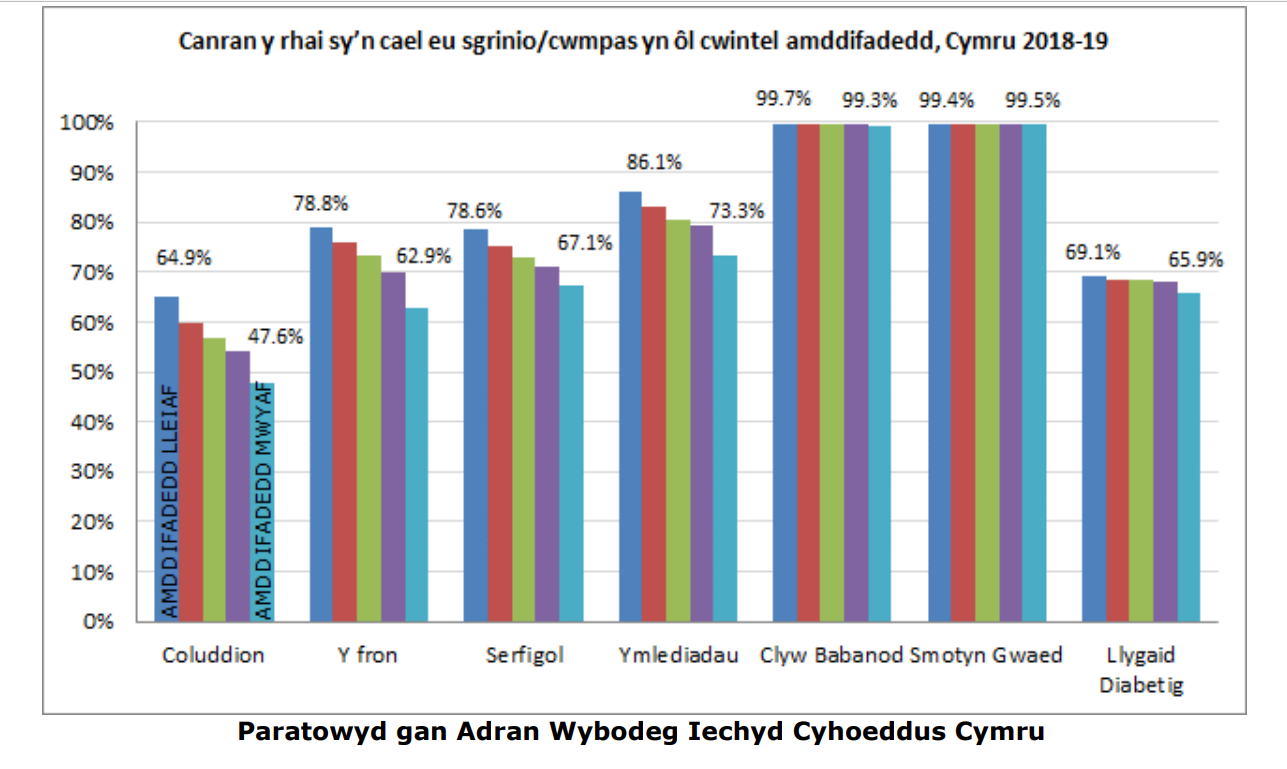 Canran y rhai sy'n cael eu sgrinio/cwmpas yn ôl cwintel amddifadedd, Cymru 2018-19
99.7% 99.3% 99.4% 99.5%
100%
86.1%
90%
78.8% 78.6% 73.3%
80%
64.9% 62.9% 67.1% 69.1% 65.9%
70%
60%
47.6%
50%
40%
30%
20%
10%
0%
AMDDIFADEDD LLEIAF
AMDDIFADEDD MWYAF
Coluddion Y fron Serfigol Ymlediadau Clyw Babanod Smotyn Gwaed Llygaid
Diabetig
Paratowyd gan Adran Wybodeg Iechyd Cyhoeddus Cymru